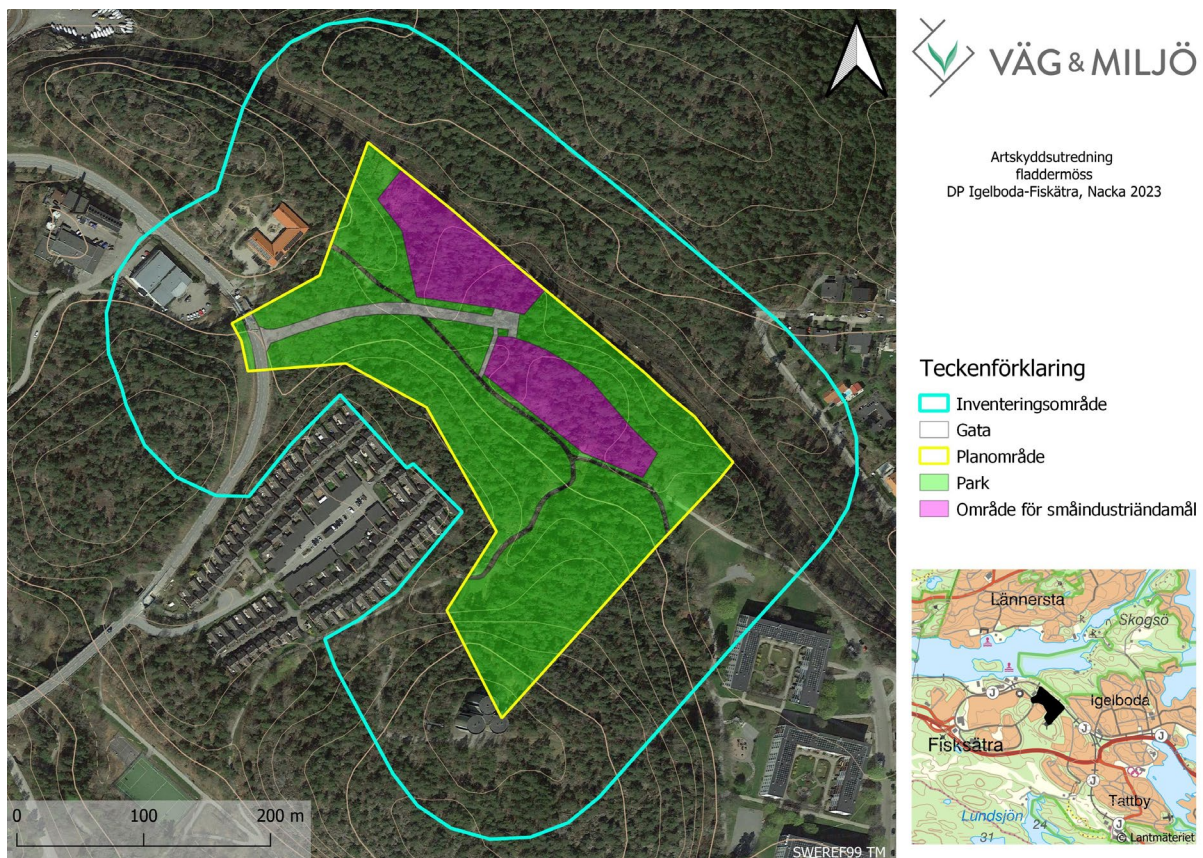 VÄG & MILJÖ
Artskyddsutredning
fladdermöss
DP Igelboda-Fiskätra, Nacka 2023
Teckenförklaring
Inventeringsområde
Gata
Planområde
Park
Område för småindustriändamål
0 100 200 m
SWEREF99 TM
Lännersta
Skogsö
J
Igelboda
J
J
Fisksätra
J
J
Tattby
Lundsjön
24
31
J
© Lantmäteriet